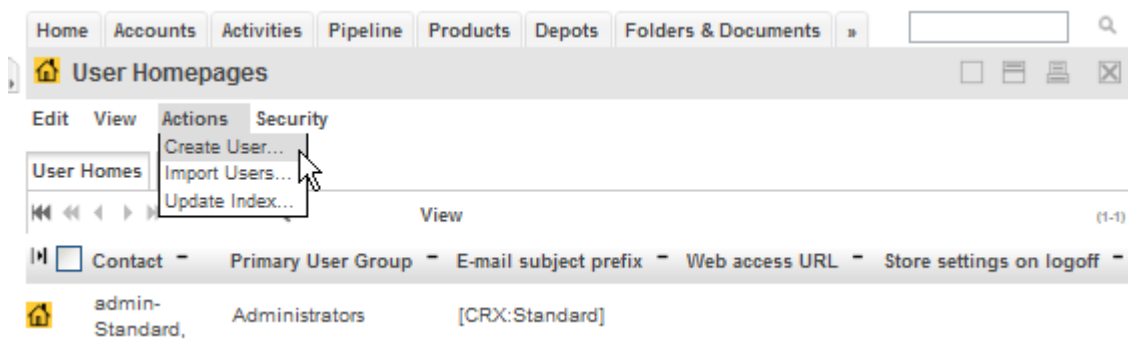 Home Accounts Activities Pipeline Products Depots Folders & Documents »
User Homepages
Edit View Actions Security
Create User...
User Homes Import Users...
Update Index...
View (1-1)
Contact Primary User Group E-mail subject prefix Web access URL Store settings on logoff
admin-
Standard, Administrators [CRX:Standard]